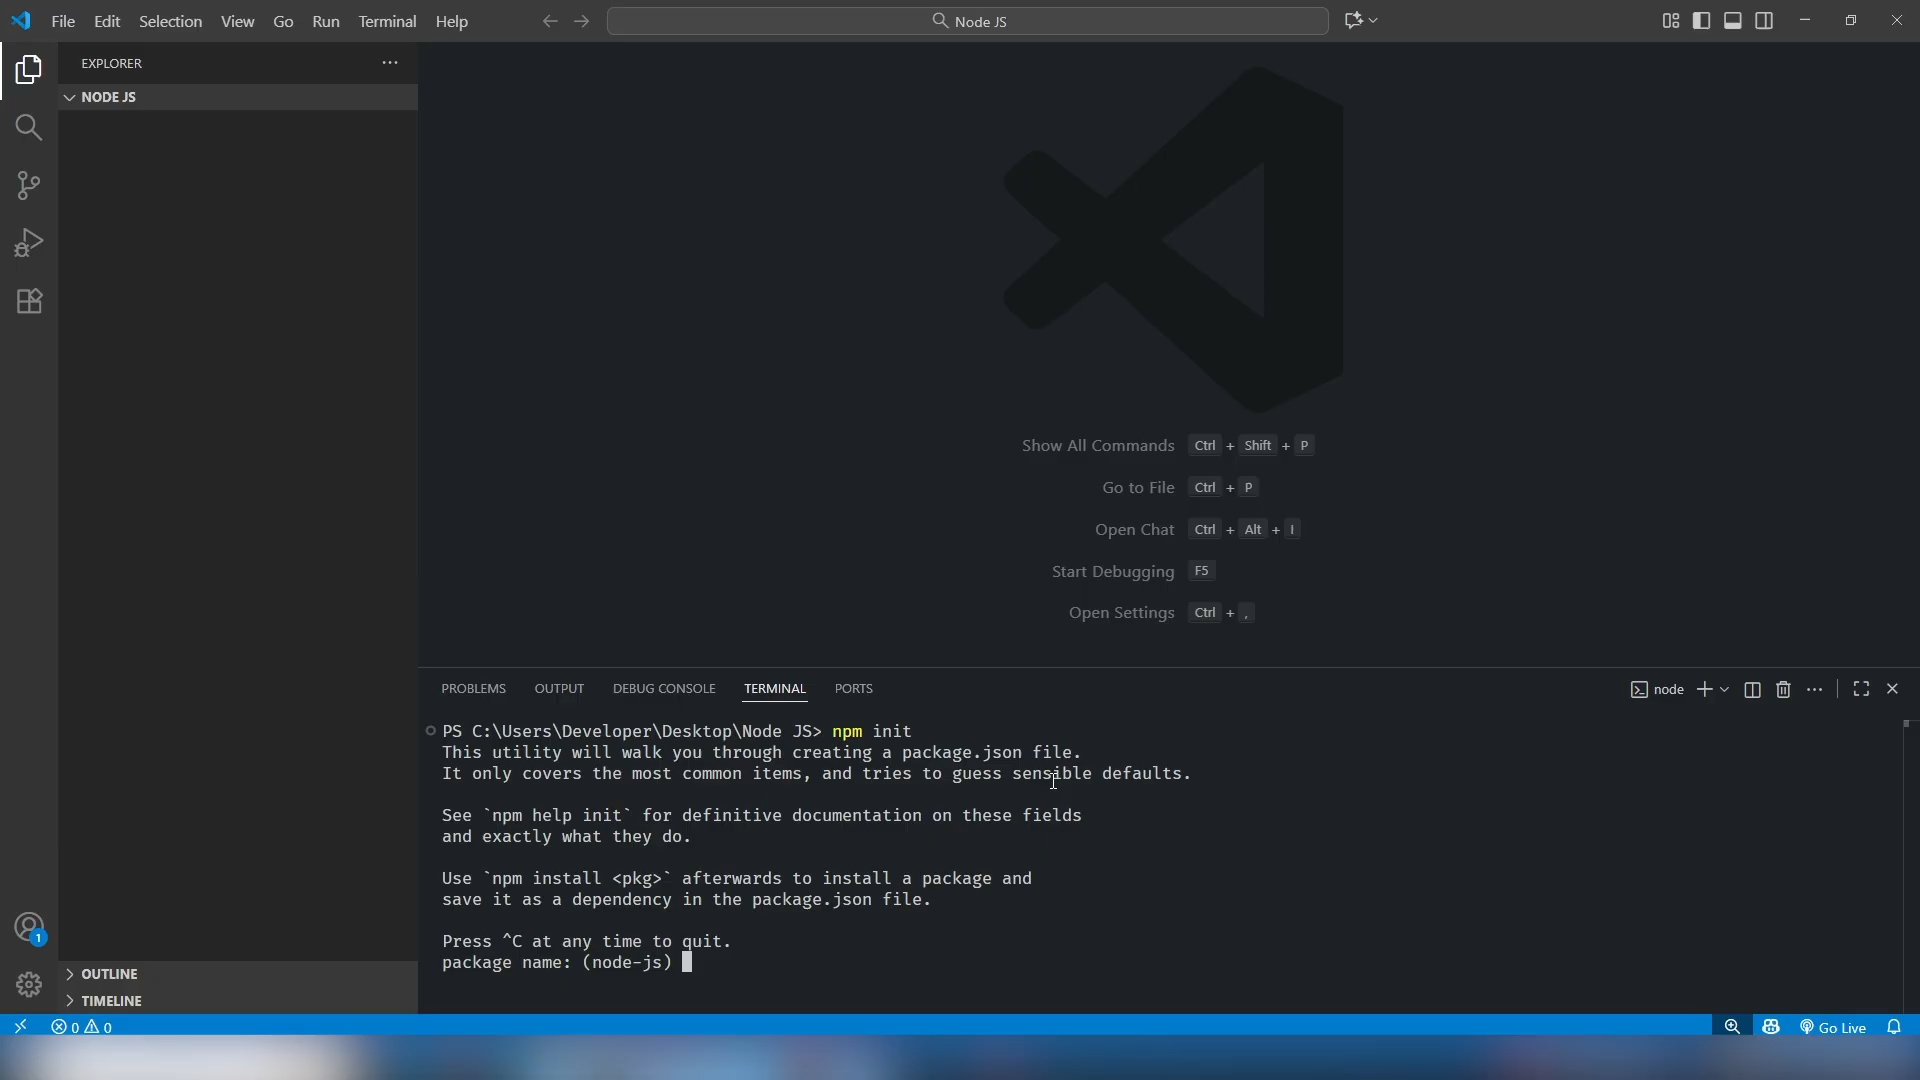 File Edit Selection View Go Run Terminal Help
Node JS
EXPLORER
NODE JS
Show All Commands Ctrl + Shift + P
Go to File Ctrl + P
Open Chat Ctrl + Alt + I
Start Debugging F5
Open Settings Ctrl + ,
PROBLEMS OUTPUT DEBUG CONSOLE TERMINAL PORTS
node
PS C:\Users\Developer\Desktop\Node JS> npm init
This utility will walk you through creating a package.json file.
It only covers the most common items, and tries to guess sensible defaults.
See `npm help init` for definitive documentation on these fields
and exactly what they do.
Use `npm install <pkg>` afterwards to install a package and
save it as a dependency in the package.json file.
Press ^C at any time to quit.
package name: (node-js)
1
OUTLINE
TIMELINE
0 0
Go Live